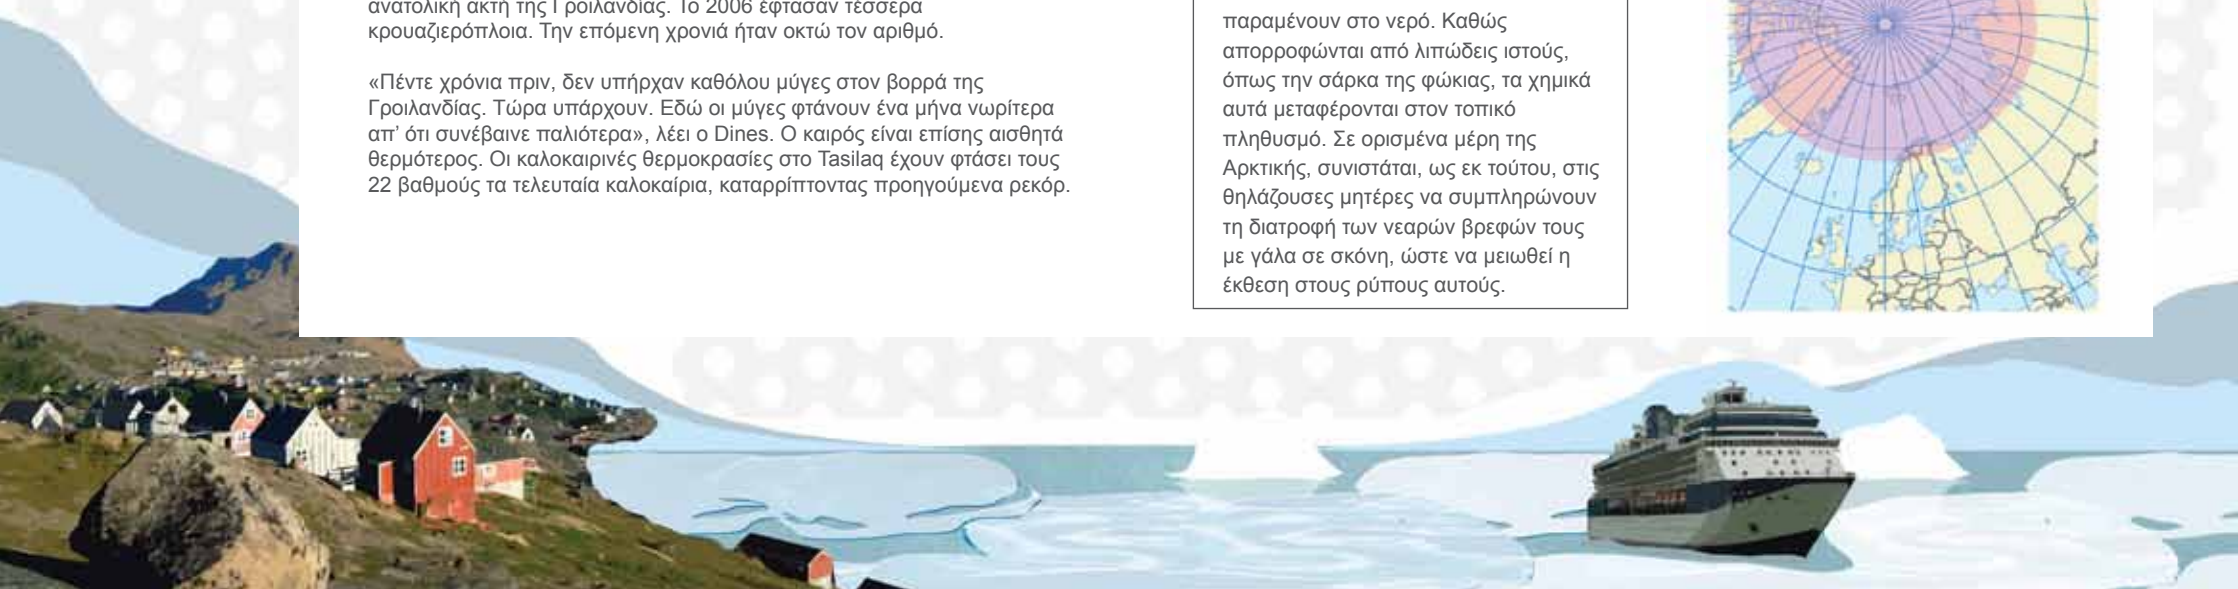 ανατολική ακτή της Γροιλανδίας. Το 2006 έφτασαν τέσσερα
κρουαζιερόπλοια. Την επόμενη χρονιά ήταν οκτώ τον αριθμό.
«Πέντε χρόνια πριν, δεν υπήρχαν καθόλου μύγες στον βορρά της
Γροιλανδίας. Τώρα υπάρχουν. Εδώ οι μύγες φτάνουν ένα μήνα νωρίτερα
απ’ ότι συνέβαινε παλιότερα», λέει ο Dines. Ο καιρός είναι επίσης αισθητά
θερμότερος. Οι καλοκαιρινές θερμοκρασίες στο Tasilaq έχουν φτάσει τους
22 βαθμούς τα τελευταία καλοκαίρια, καταρρίπτοντας προηγούμενα ρεκόρ.
παραμένουν στο νερό. Καθώς
απορροφώνται από λιπώδεις ιστούς,
όπως την σάρκα της φώκιας, τα χημικά
αυτά μεταφέρονται στον τοπικό
πληθυσμό. Σε ορισμένα μέρη της
Αρκτικής, συνιστάται, ως εκ τούτου, στις
θηλάζουσες μητέρες να συμπληρώνουν
τη διατροφή των νεαρών βρεφών τους
με γάλα σε σκόνη, ώστε να μειωθεί η
έκθεση στους ρύπους αυτούς.